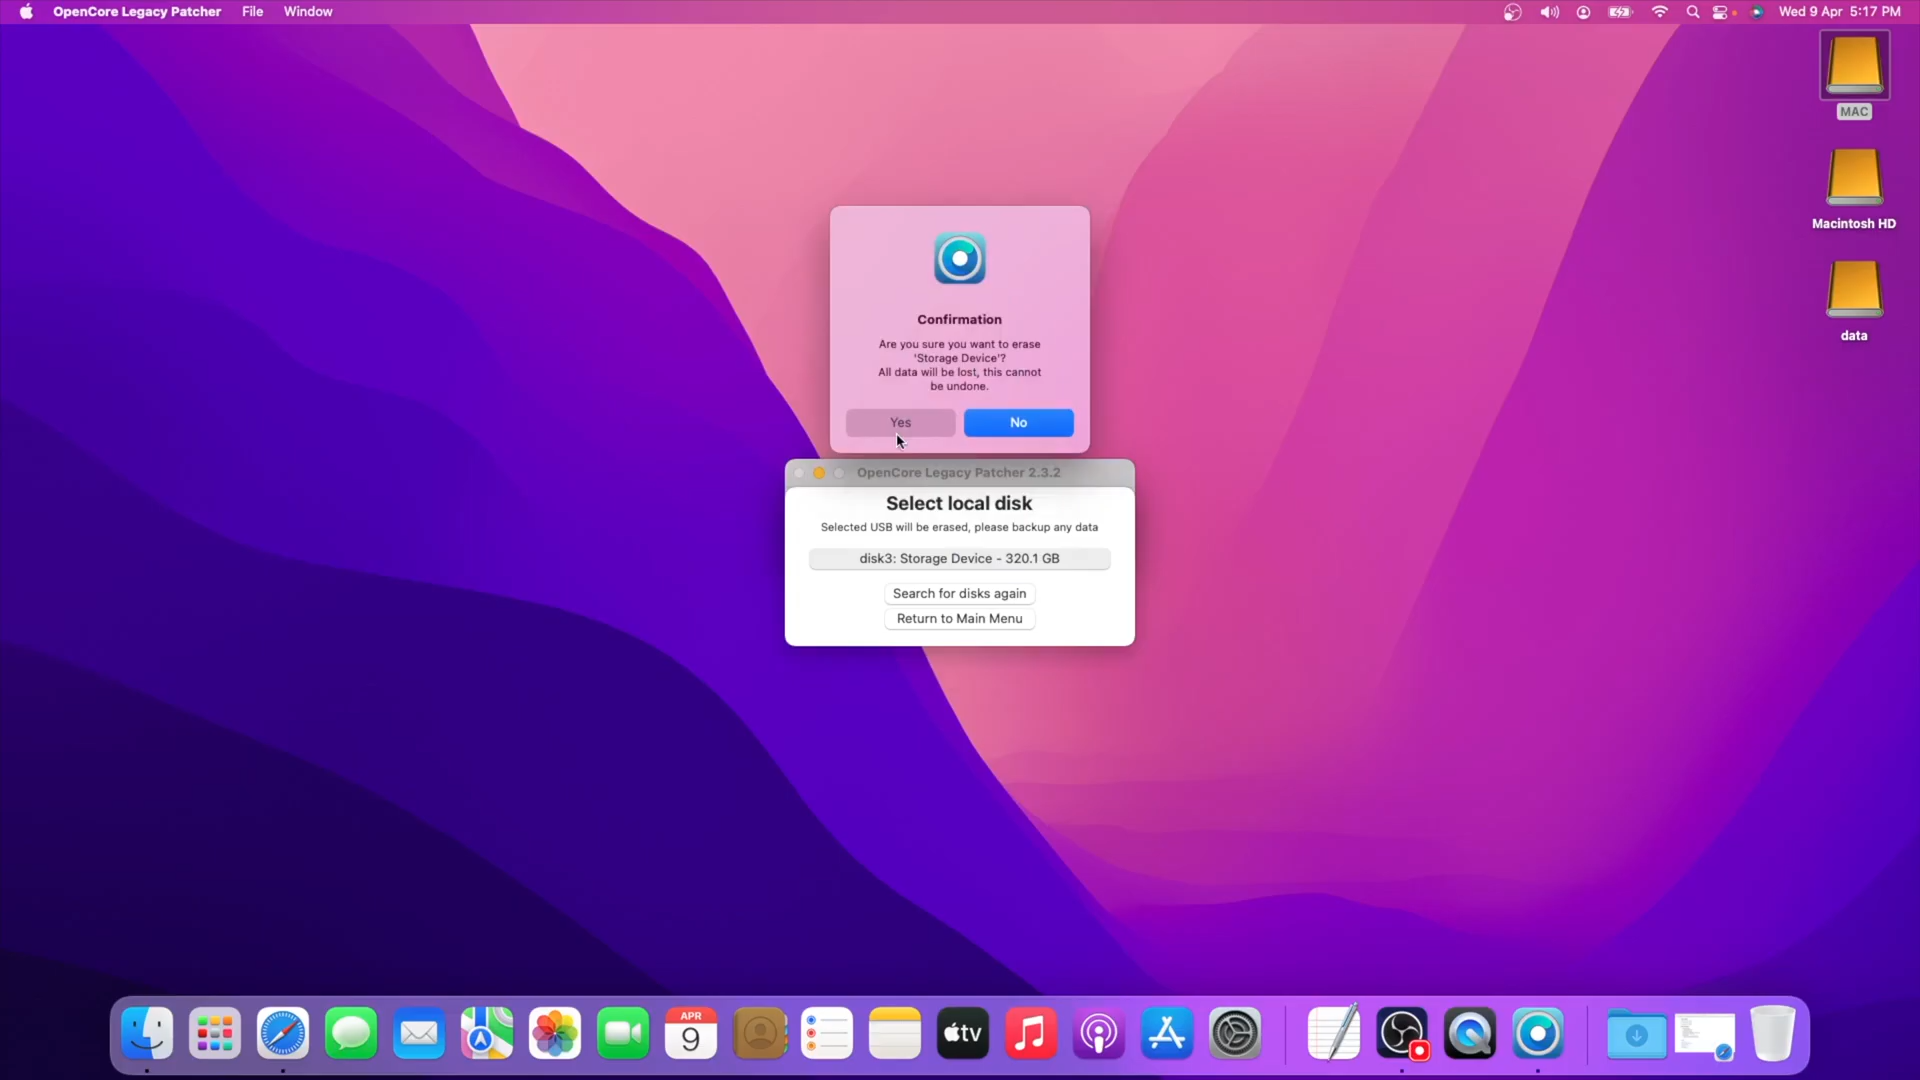 OpenCore Legacy Patcher File Window
Wed 9 Apr 5:17 PM
MAC
Macintosh HD
data
Confirmation
Are you sure you want to erase
'Storage Device'?
All data will be lost, this cannot
be undone.
Yes No
OpenCore Legacy Patcher 2.3.2
Select local disk
Selected USB will be erased, please backup any data
disk3: Storage Device - 320.1 GB
Search for disks again
Return to Main Menu
APR
9
tv